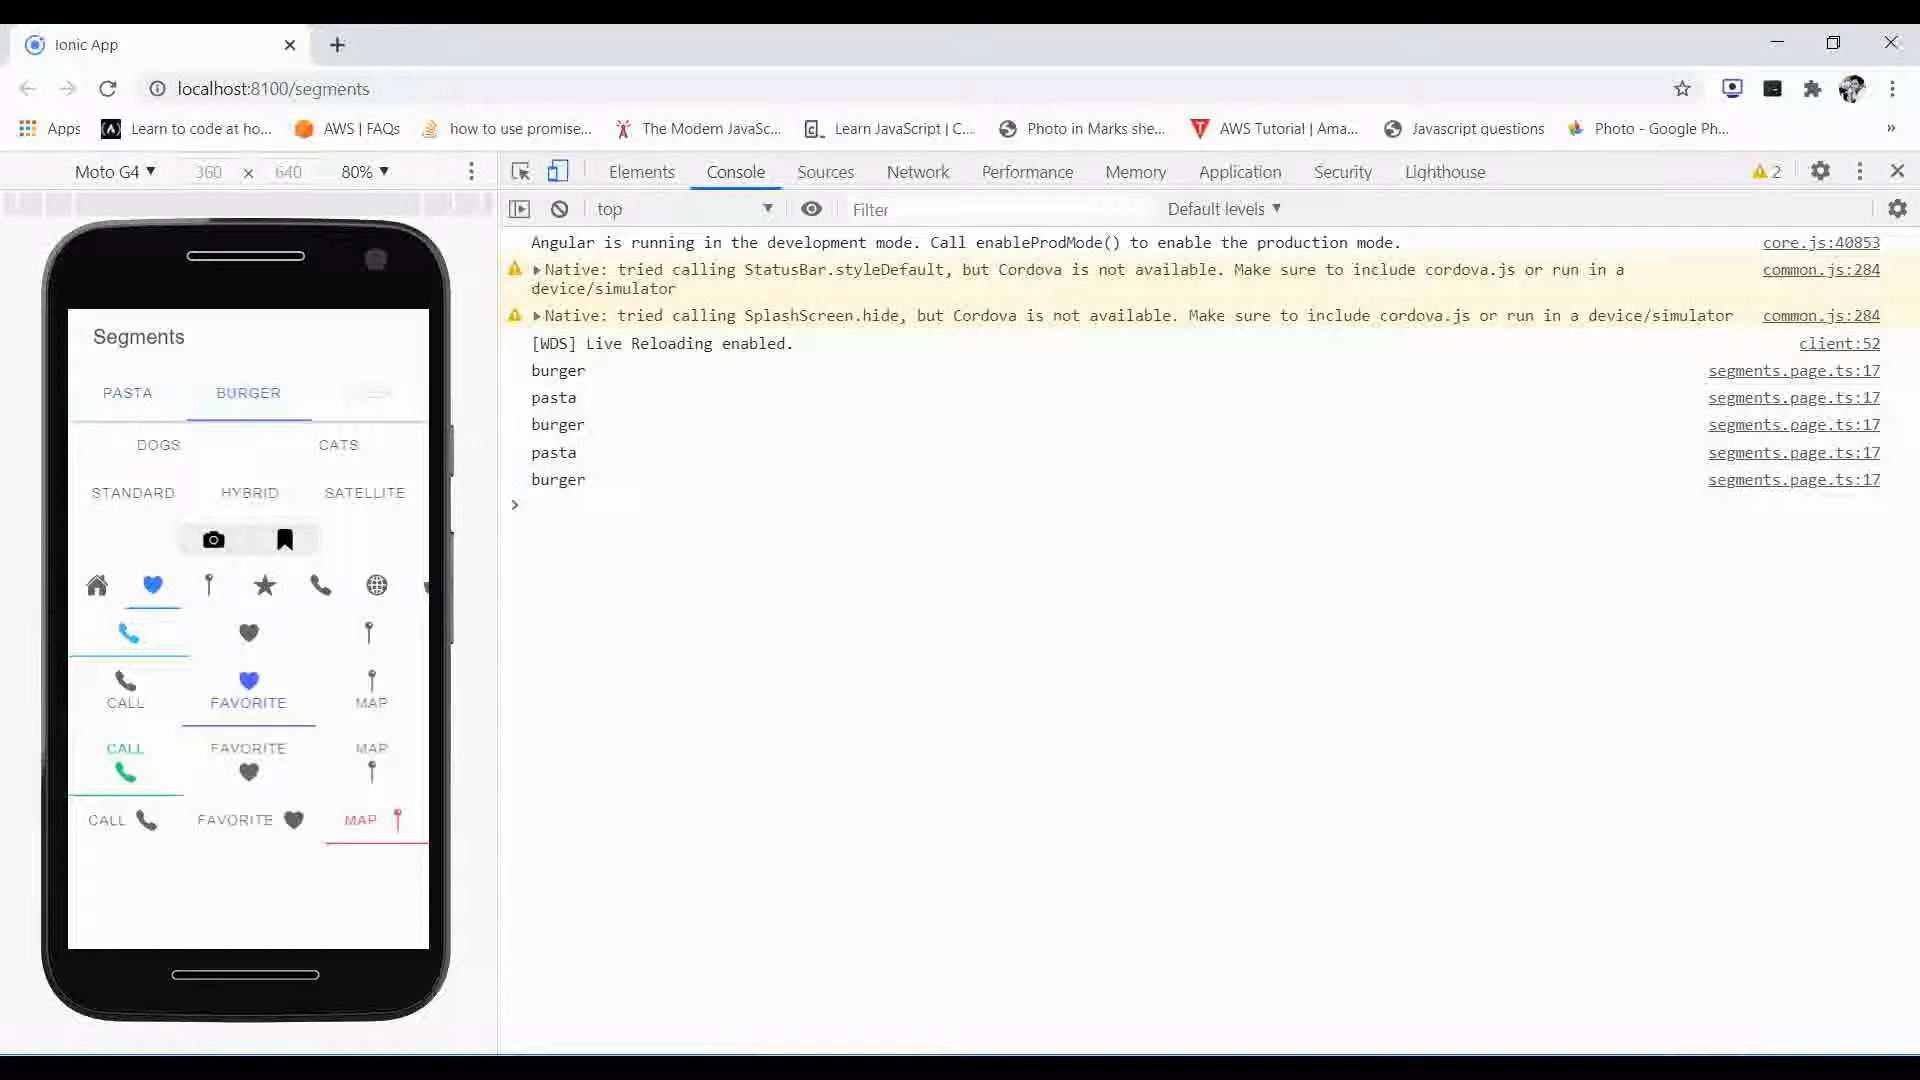 Ionic App
localhost:8100/segments
Apps
Learn to code at ho...
AWS | FAQs
how to use promise...
The Modern JavaSc...
Learn JavaScript | C...
Photo in Marks she...
AWS Tutorial | Ama...
Javascript questions
Photo - Google Ph...
»
Moto G4 360 × 640 80%
Elements Console Sources Network Performance Memory Application Security Lighthouse 2
top Filter Default levels
Angular is running in the development mode. Call enableProdMode() to enable the production mode. core.js:40853
Native: tried calling StatusBar.styleDefault, but Cordova is not available. Make sure to include cordova.js or run in a common.js:284
device/simulator
Native: tried calling SplashScreen.hide, but Cordova is not available. Make sure to include cordova.js or run in a device/simulator common.js:284
[WDS] Live Reloading enabled. client:52
burger segments.page.ts:17
pasta segments.page.ts:17
burger segments.page.ts:17
pasta segments.page.ts:17
burger segments.page.ts:17
>
Segments
PASTA BURGER
DOGS CATS
STANDARD HYBRID SATELLITE
CALL FAVORITE MAP
CALL FAVORITE MAP
CALL FAVORITE MAP